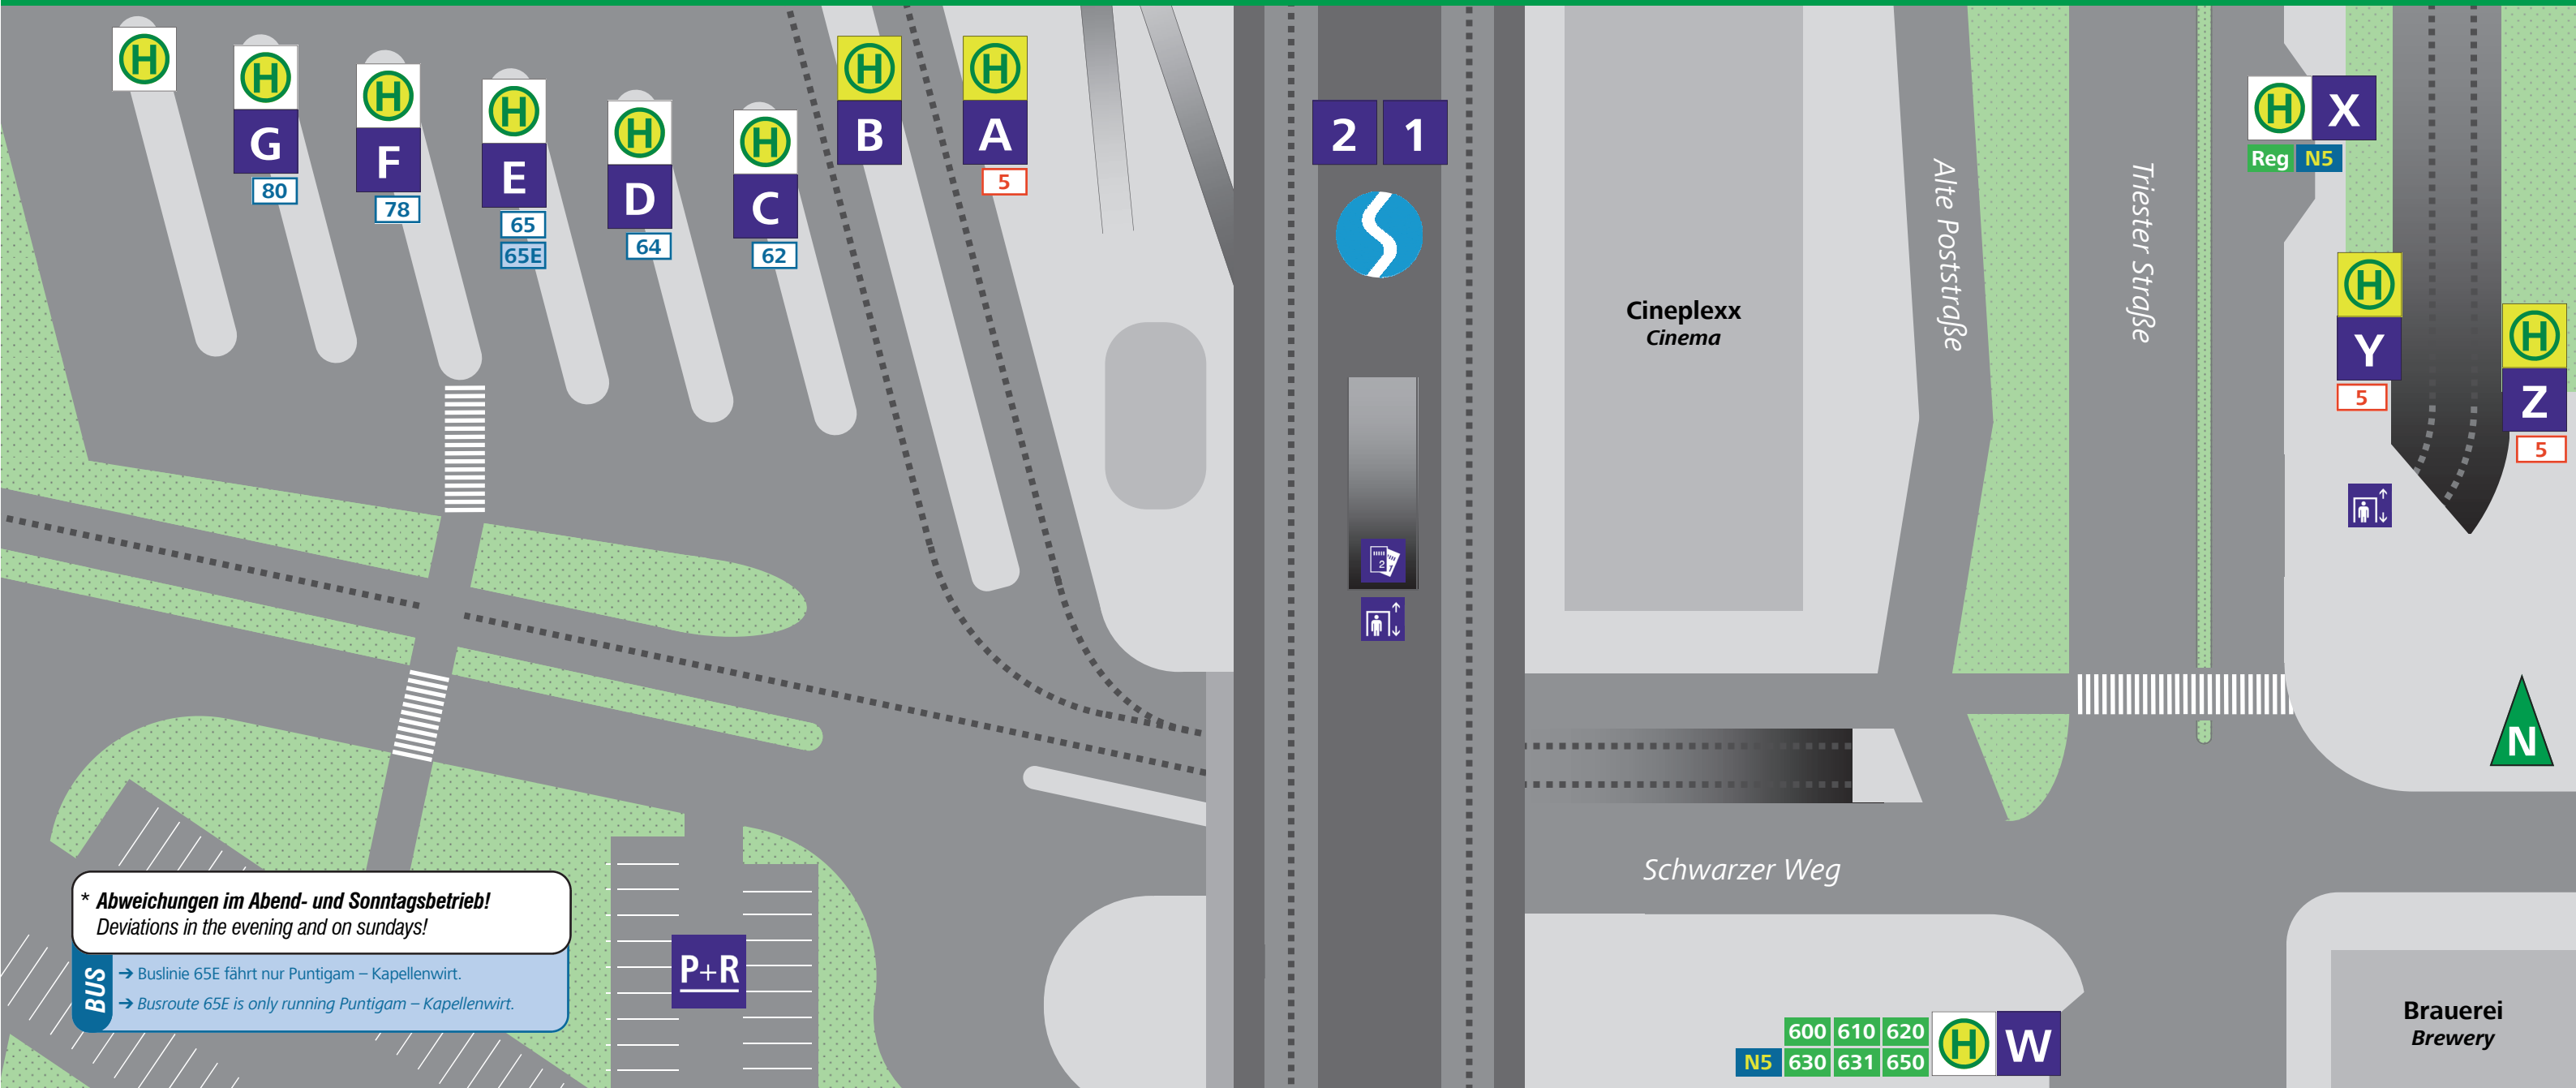 H
H
G
80
H
F
78
H
E
65
65E
H
D
64
H
C
62
H
B
H
A
5
2 1
Cineplexx
Cinema
Alte Poststraße
Triester Straße
H X
Reg N5
H
Y
5
H
Z
5
2
N
Schwarzer Weg
* Abweichungen im Abend- und Sonntagsbetrieb!
Deviations in the evening and on sundays!
BUS
➔ Buslinie 65E fährt nur Puntigam – Kapellenwirt.
➔ Busroute 65E is only running Puntigam – Kapellenwirt.
P+R
600 610 620
N5 630 631 650
H W
Brauerei
Brewery